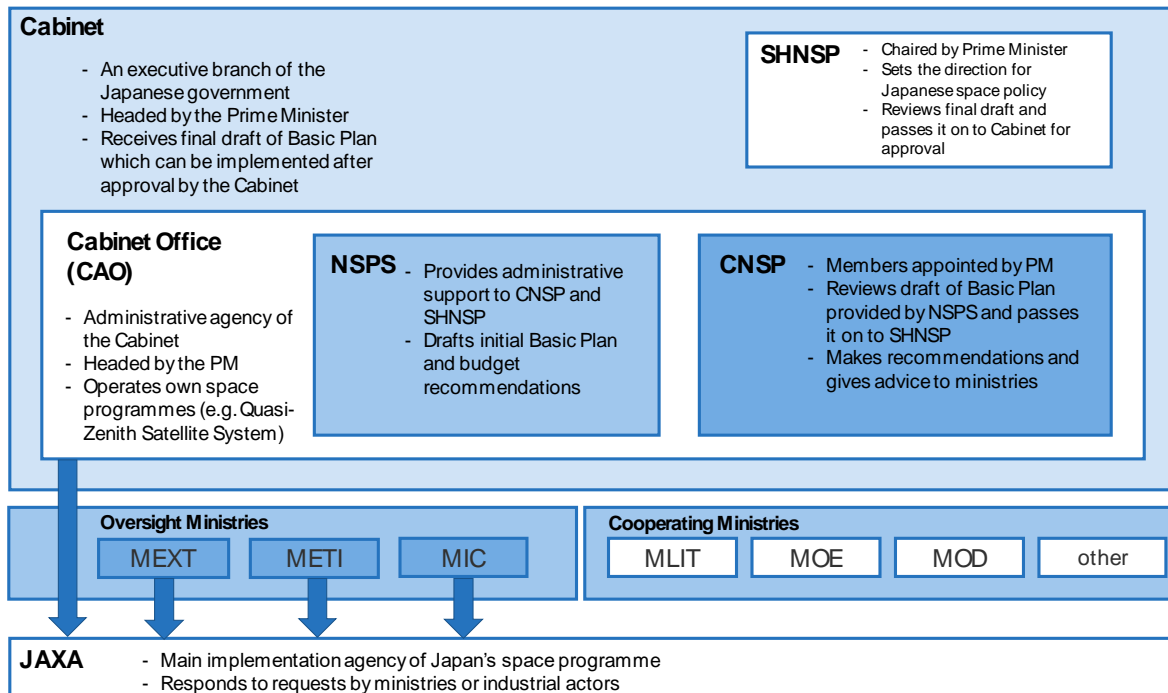 Cabinet
- An executive branch of the
Japanese government
- Headed by the Prime Minister
- Receives final draft of Basic Plan
which can be implemented after
approval by the Cabinet
SHNSP
- Chaired by Prime Minister
- Sets the direction for
Japanese space policy
- Reviews final draft and
passes it on to Cabinet for
approval
Cabinet Office
(CAO)
- Administrative agency of
the Cabinet
- Headed by the PM
- Operates own space
programmes (e.g. Quasi-
Zenith Satellite System)
NSPS
- Provides administrative
support to CNSP and
SHNSP
- Drafts initial Basic Plan
and budget
recommendations
CNSP
- Members appointed by PM
- Reviews draft of Basic Plan
provided by NSPS and passes
it on to SHNSP
- Makes recommendations and
gives advice to ministries
Oversight Ministries
MEXT
METI
MIC
Cooperating Ministries
MLIT
MOE
MOD
other
JAXA
- Main implementation agency of Japan's space programme
- Responds to requests by ministries or industrial actors